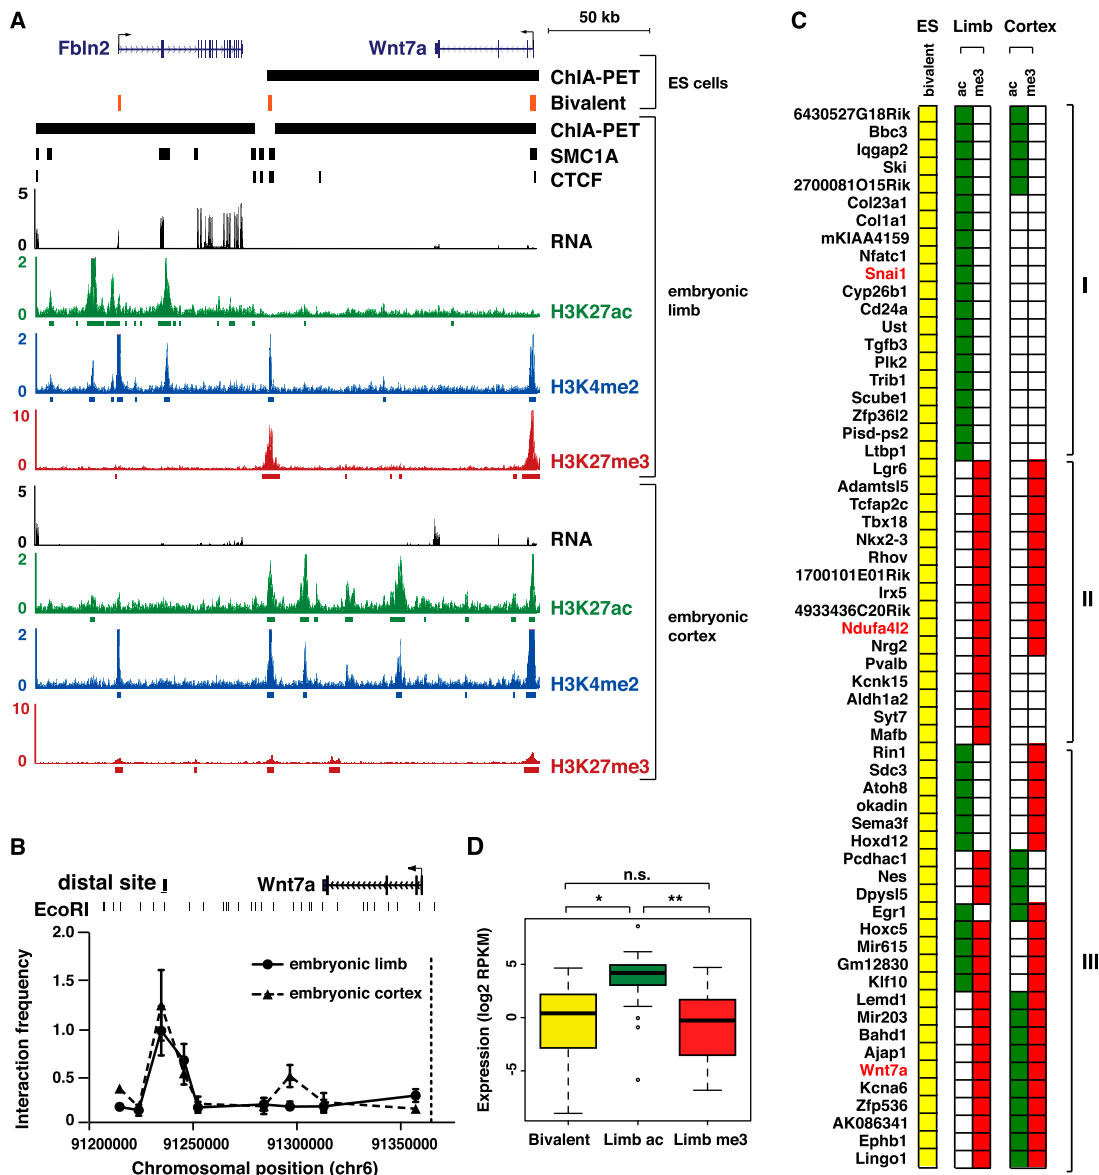 A
50 kb
Fbln2
Wnt7a
ChIA-PET
Bivalent
ES cells
ChIA-PET
SMC1A
CTCF
5
0
RNA
2
0
H3K27ac
2
0
H3K4me2
10
0
H3K27me3
embryonic
limb
5
0
RNA
2
0
H3K27ac
2
0
H3K4me2
10
0
H3K27me3
embryonic
cortex
B
distal site
Wnt7a
EcoRI
2.0
1.5
1.0
0.5
0
Interaction frequency
embryonic limb
embryonic cortex
91200000
91250000
91300000
91350000
Chromosomal position (chr6)
C
ES
Limb
Cortex
bivalent
ac
me3
ac
me3
6430527G18Rik
Bbc3
Iqgap2
Ski
2700081O15Rik
Col23a1
Col1a1
mKIAA4159
Nfatc1
Snai1
Cyp26b1
Cd24a
Ust
Tgfb3
Plk2
Trib1
Scube1
Zfp36l2
Pisd-ps2
Ltbp1
Lgr6
Adamtsl5
Tcfap2c
Tbx18
Nkx2-3
Rhov
1700101E01Rik
Irx5
4933436C20Rik
Ndufa4l2
Nrg2
Pvalb
Kcnk15
Aldh1a2
Syt7
Mafb
Rin1
Sdc3
Atoh8
okadin
Sema3f
Hoxd12
Pcdhac1
Nes
Dpysl5
Egr1
Hoxc5
Mir615
Gm12830
Klf10
Lemd1
Mir203
Bahd1
Ajap1
Wnt7a
Kcna6
Zfp536
AK086341
Ephb1
Lingo1
I
II
III
D
n.s.
*
**
Expression (log2 RPKM)
5
0
-5
Bivalent
Limb ac
Limb me3